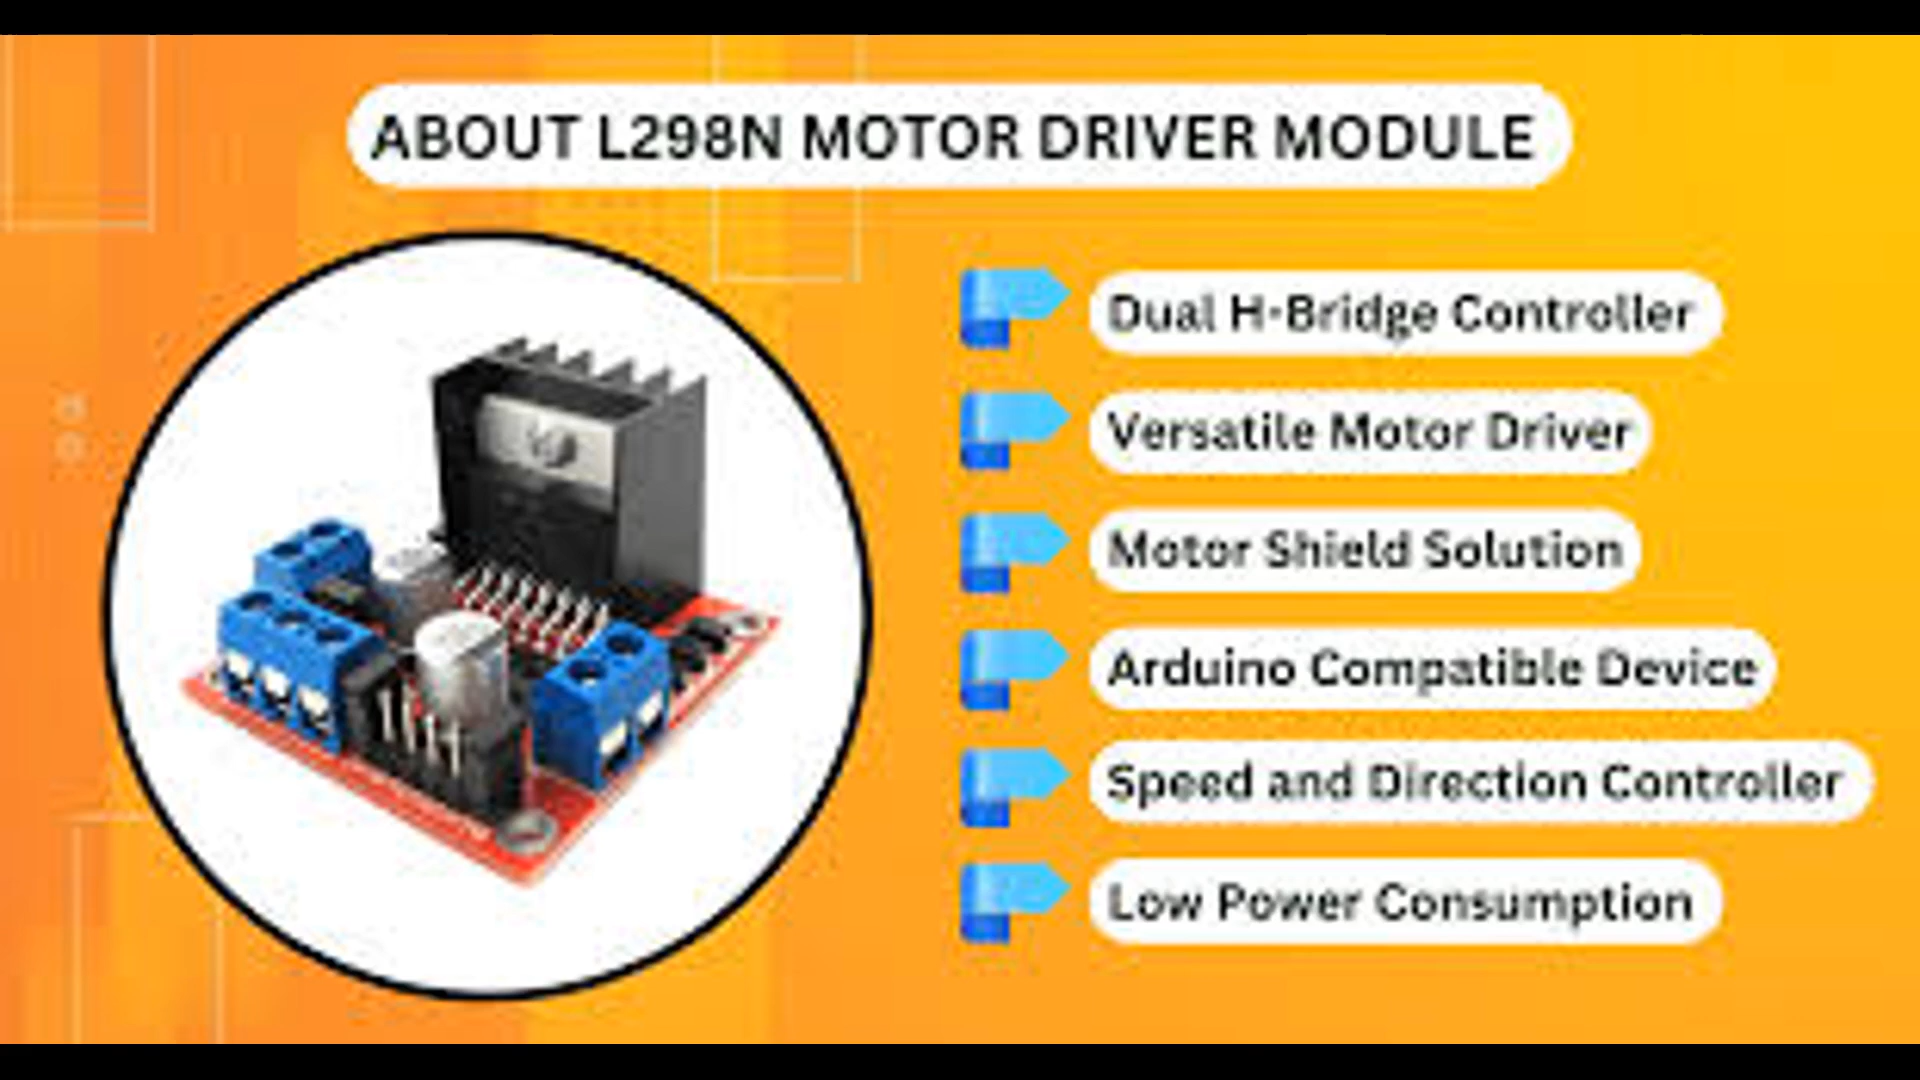 ABOUT L298N MOTOR DRIVER MODULE
Dual H-Bridge Controller
Versatile Motor Driver
Motor Shield Solution
Arduino Compatible Device
Speed and Direction Controller
Low Power Consumption